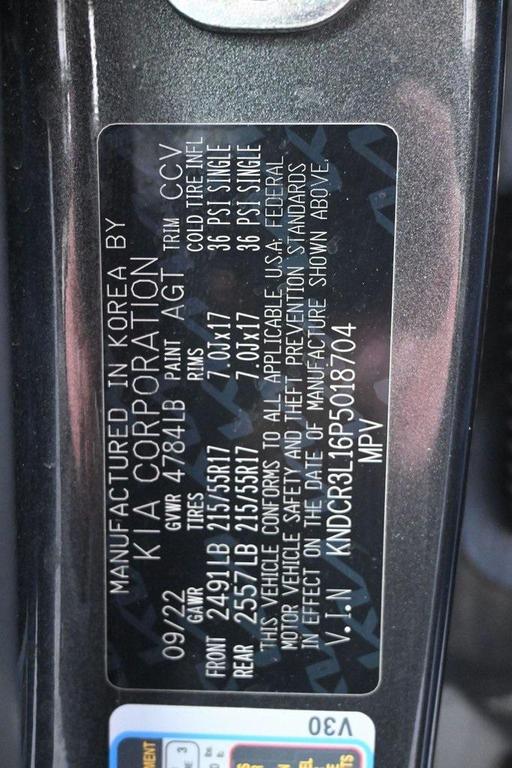 MANUFACTURED IN KOREA BY
KIA CORPORATION
09/22 GVWR 4784LB PAINT AGT TRIM CCV
GAWR TIRES RIMS COLD TIRE INFL
FRONT 2491LB 215/55R17 7.0Jx17 36 PSI SINGLE
REAR 2557LB 215/55R17 7.0Jx17 36 PSI SINGLE
THIS VEHICLE CONFORMS TO ALL APPLICABLE U.S.A. FEDERAL
MOTOR VEHICLE SAFETY AND THEFT PREVENTION STANDARDS
IN EFFECT ON THE DATE OF MANUFACTURE SHOWN ABOVE.
V.I.N KNDCR3L16P5018704
MPV
V30
3